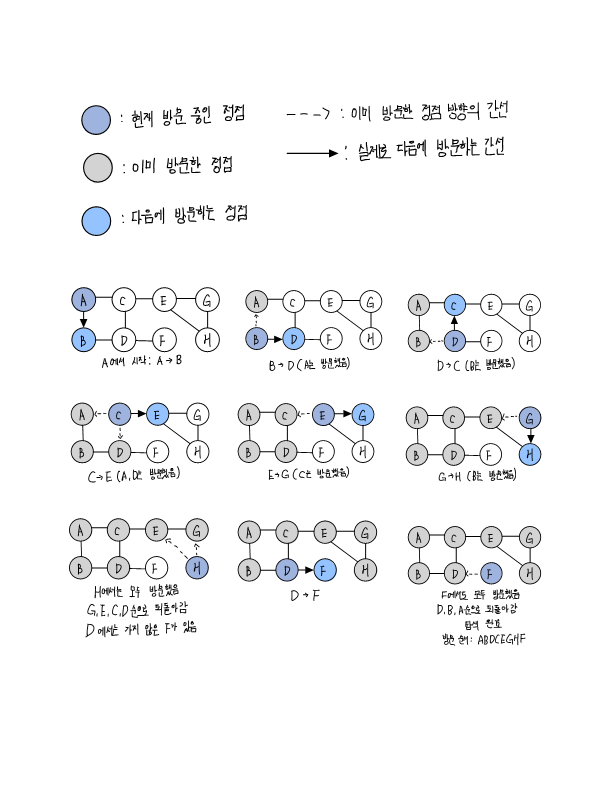 : 현재 방문 중인 정점
: 이미 방문한 정점
: 다음에 방문하는 정점
: 이미 방문한 정점 방향의 간선
: 실제로 다음에 방문하는 간선
A C E G
B D F H
A에서 시작: A→B
A C E G
B D F H
B→D (A는 방문했음)
A C E G
B D F H
D→C (B는 방문했음)
A C E G
B D F H
C→E (A, D는 방문했음)
A C E G
B D F H
E→G (C는 방문했음)
A C E G
B D F H
G→H (B는 방문했음)
A C E G
B D F H
H에서는 모두 방문했음
G, E, C, D 순으로 되돌아감
D에서는 가지 않은 F가 있음
A C E G
B D F H
D→F
A C E G
B D F H
F에서도 모두 방문했음
D, B, A순으로 되돌아감
탐색 완료
방문 순서: ABDCEGHF